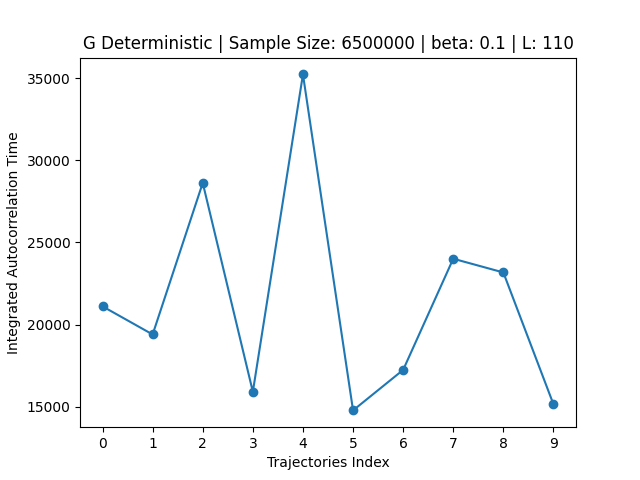 G Deterministic | Sample Size: 6500000 | beta: 0.1 | L: 110
Integrated Autocorrelation Time
35000
30000
25000
20000
15000
0 1 2 3 4 5 6 7 8 9
Trajectories Index